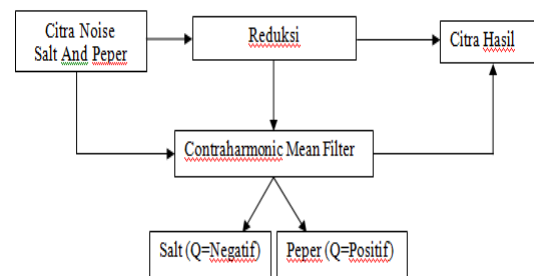 Citra Noise
Salt And Peper
Reduksi
Citra Hasil
Contraharmonic Mean Filter
Salt (Q=Negatif)
Peper (Q=Positif)